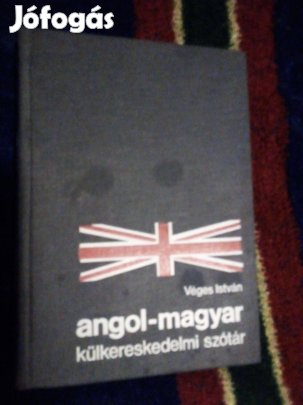 Jófogás
Véges István
angol-magyar
külkereskedelmi szótár